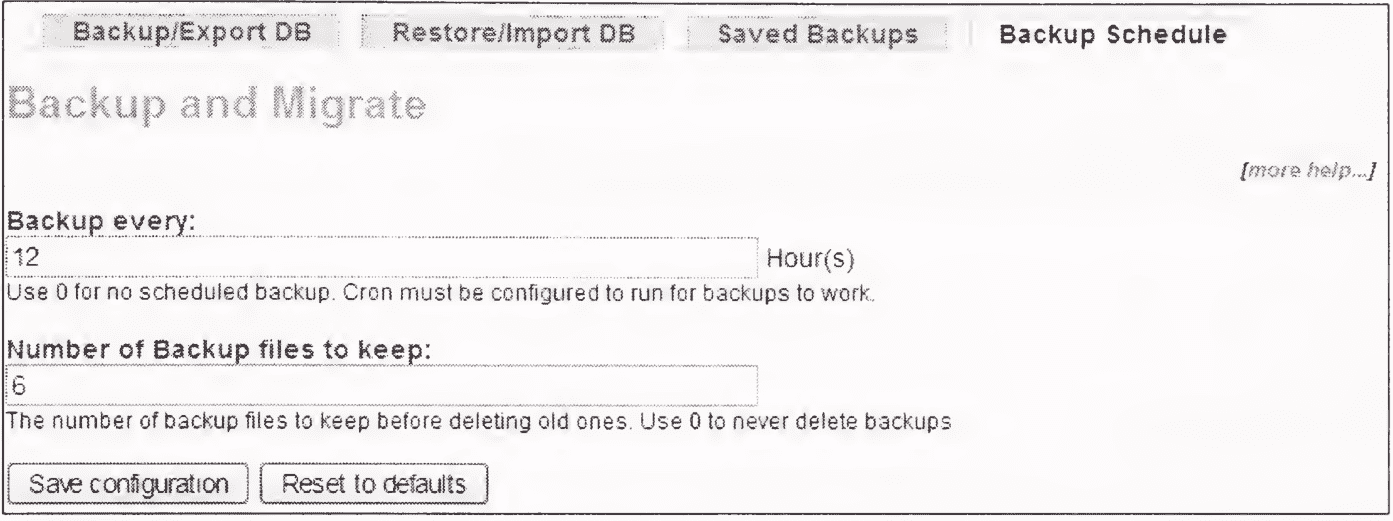 Backup/Export DB Restore/Import DB Saved Backups Backup Schedule
Backup and Migrate
[more help...]
Backup every:
12 Hour(s)
Use 0 for no scheduled backup. Cron must be configured to run for backups to work.
Number of Backup files to keep:
6
The number of backup files to keep before deleting old ones. Use 0 to never delete backups
Save configuration Reset to defaults